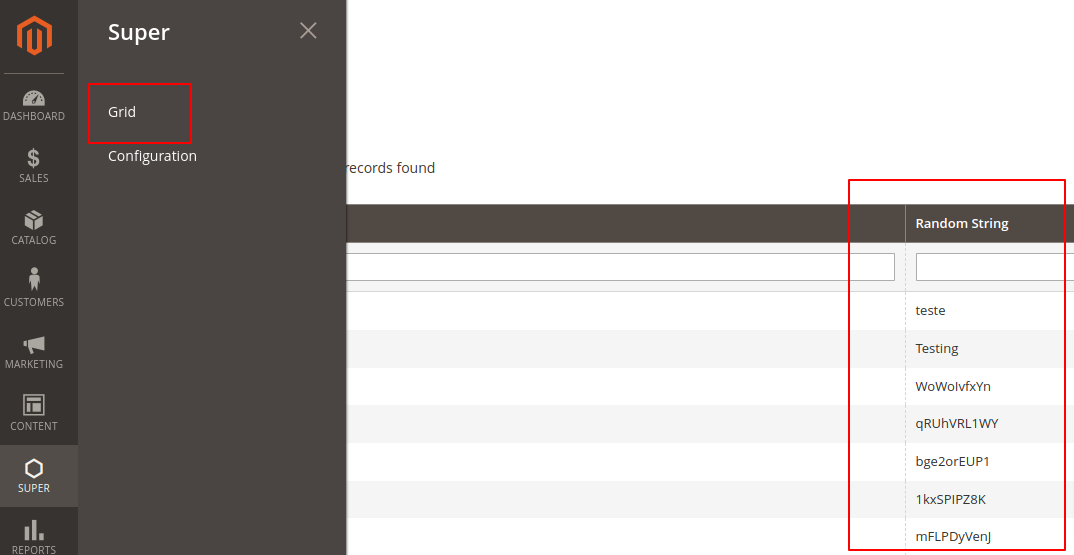 Super
Grid
Configuration
DASHBOARD
SALES
CATALOG
CUSTOMERS
MARKETING
CONTENT
SUPER
REPORTS
records found
Random String
teste
Testing
WoWoIvfxYn
qRUhVRL1WY
bge2orEUP1
1kxSPIPZ8K
mFLPDyVenJ